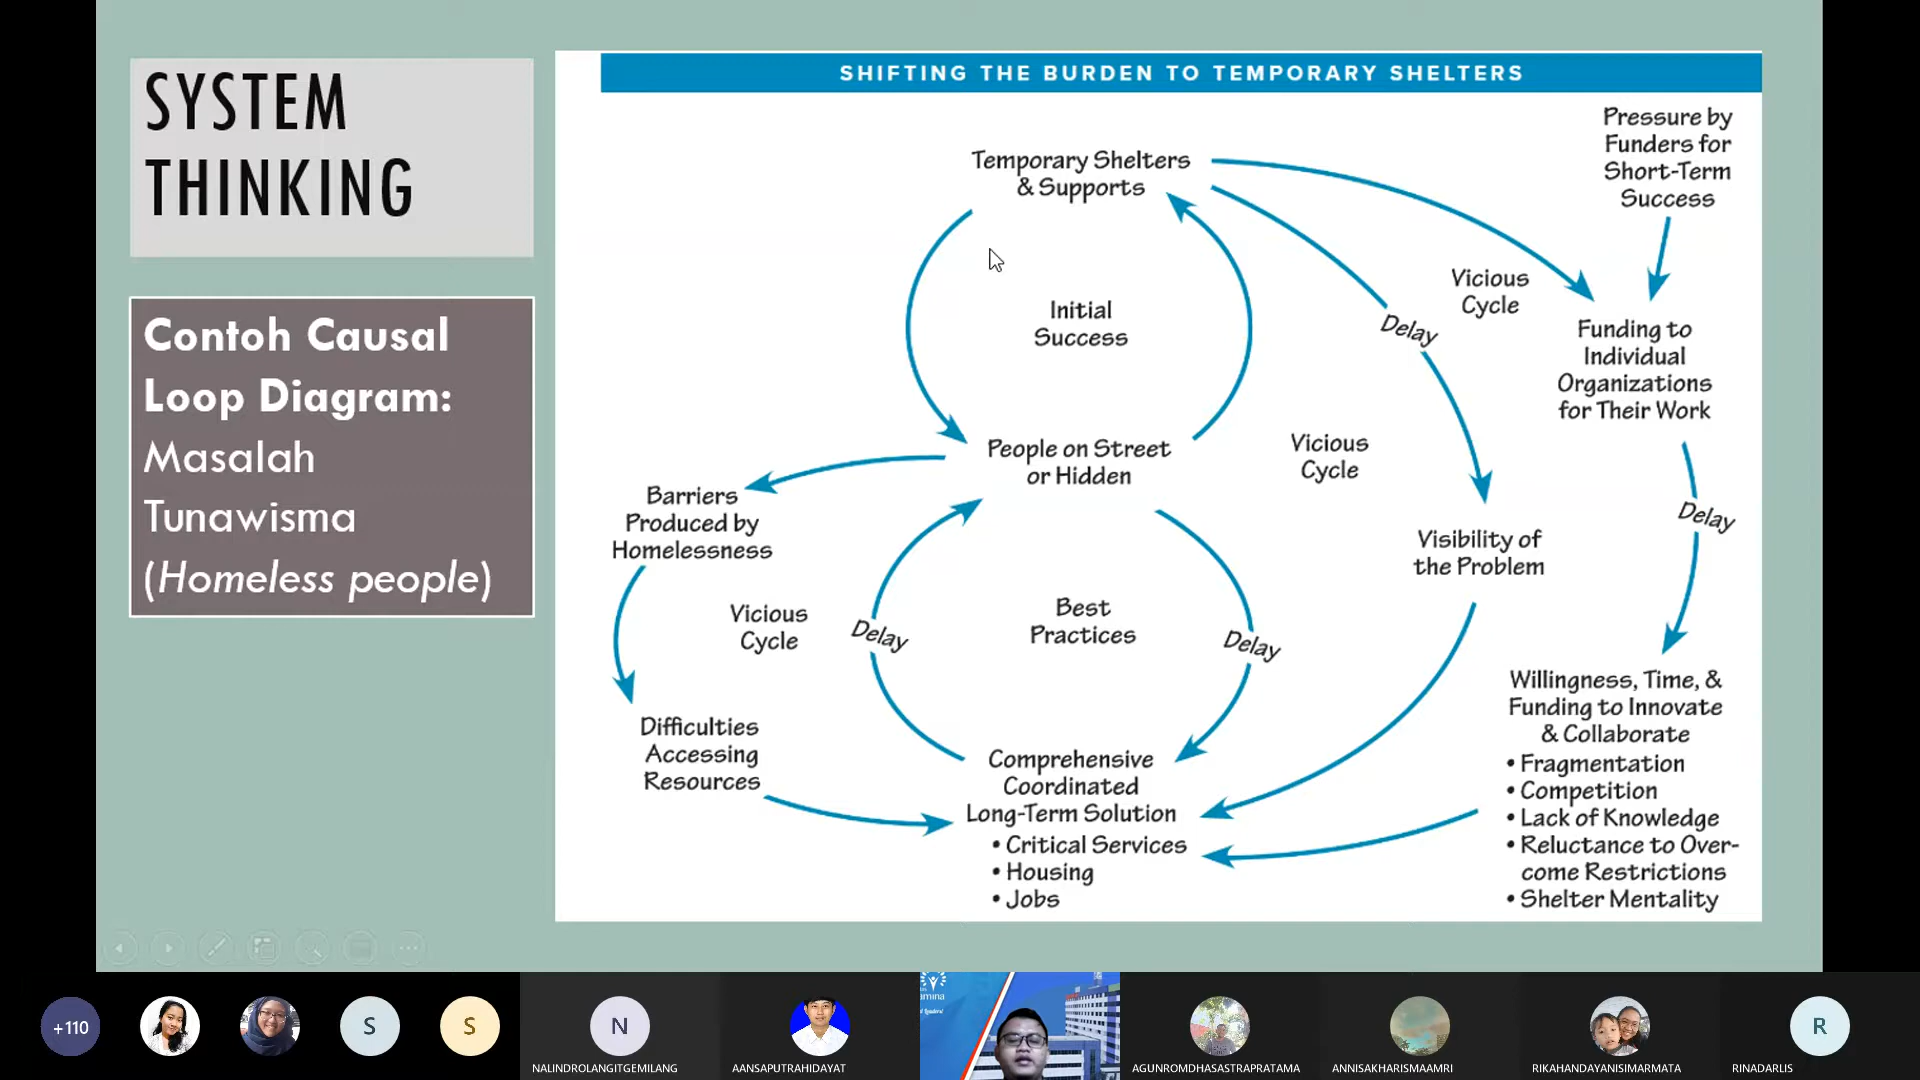 SYSTEM
THINKING
Contoh Causal
Loop Diagram:
Masalah
Tunawisma
(Homeless people)
SHIFTING THE BURDEN TO TEMPORARY SHELTERS
Pressure by
Funders for
Short-Term
Success
Temporary Shelters
& Supports
Vicious
Cycle
Initial
Success
Delay
Funding to
Individual
Organizations
for Their Work
Vicious
Cycle
People on Street
or Hidden
Barriers
Produced by
Homelessness
Delay
Visibility of
the Problem
Vicious
Cycle
Delay
Best
Practices
Delay
Willingness, Time, &
Funding to Innovate
& Collaborate
• Fragmentation
• Competition
• Lack of Knowledge
• Reluctance to Over-
come Restrictions
• Shelter Mentality
Difficulties
Accessing
Resources
Comprehensive
Coordinated
Long-Term Solution
• Critical Services
• Housing
• Jobs
+110
S
S
N
NALINDROLANGITGEMILANG
AANSAPUTRAHIDAYAT
amina
AGUNROMDHASASTRAPRATAMA
ANNISAKHARISMAAMRI
RIKAHANDAYANISIMARMATA
R
RINADARLIS